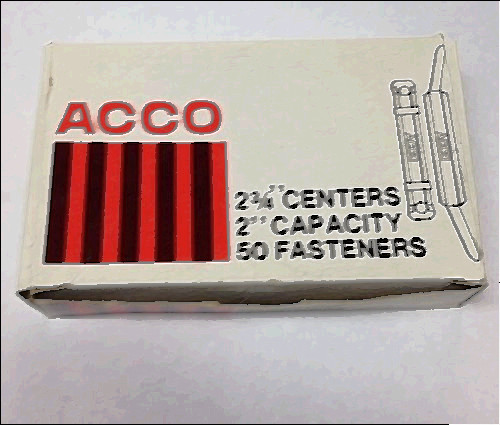 ACCO
2¾" CENTERS
2" CAPACITY
50 FASTENERS